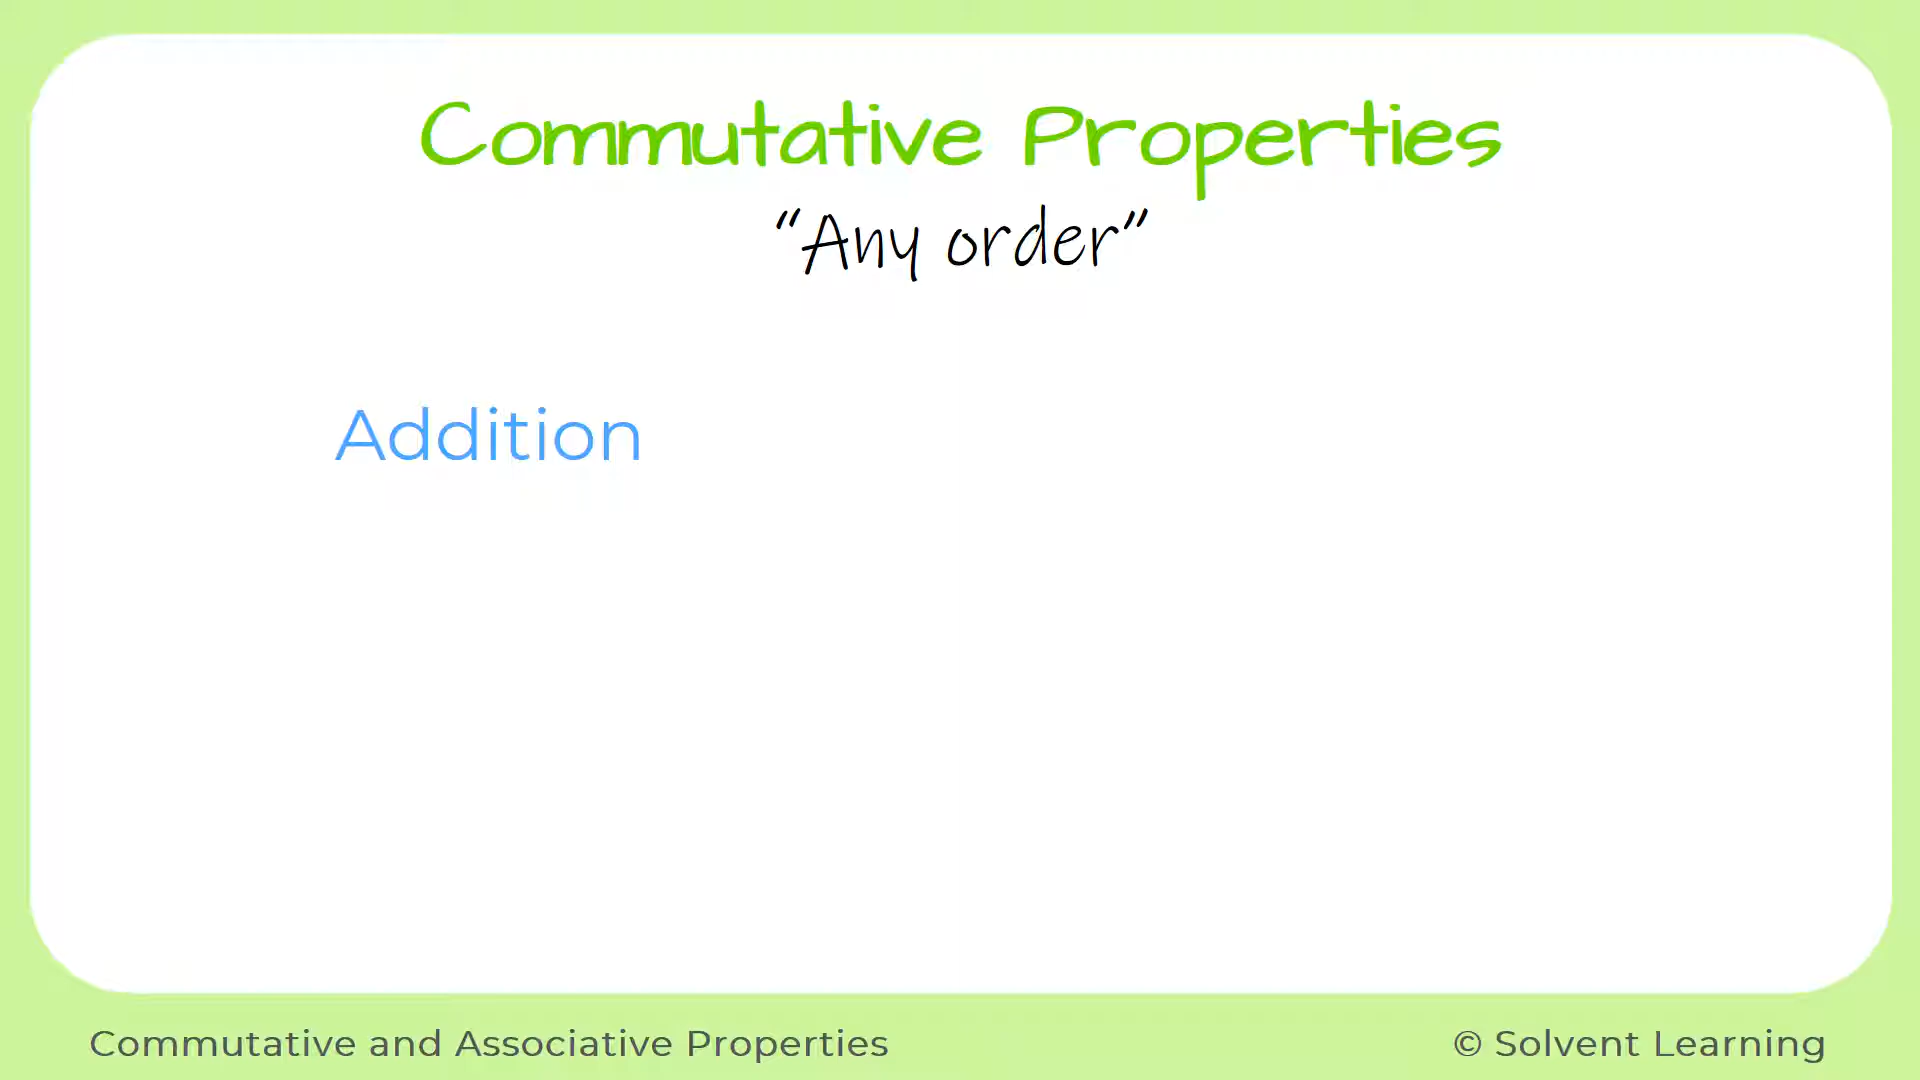 Commutative Properties
“Any order”
Addition
Commutative and Associative Properties
© Solvent Learning